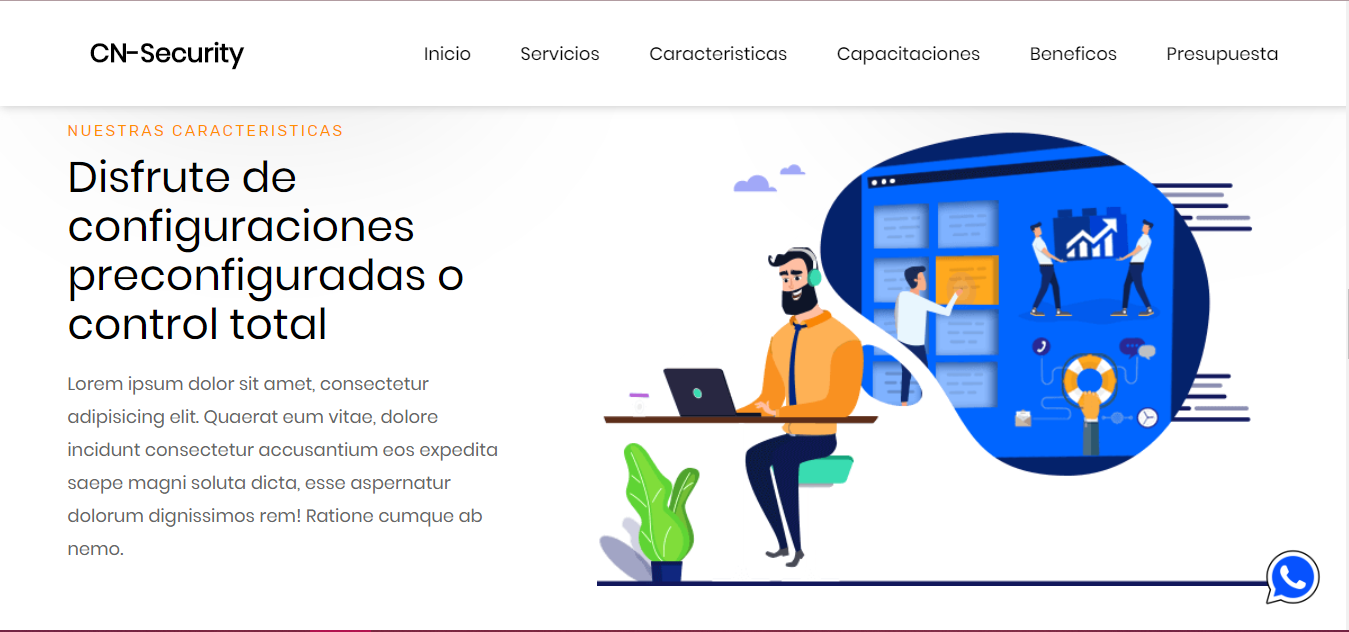 CN-Security
Inicio
Servicios
Caracteristicas
Capacitaciones
Beneficos
Presupuesta
NUESTRAS CARACTERISTICAS
Disfrute de
configuraciones
preconfiguradas o
control total
Lorem ipsum dolor sit amet, consectetur
adipisicing elit. Quaerat eum vitae, dolore
incidunt consectetur accusantium eos expedita
saepe magni soluta dicta, esse aspernatur
dolorum dignissimos rem! Ratione cumque ab
nemo.